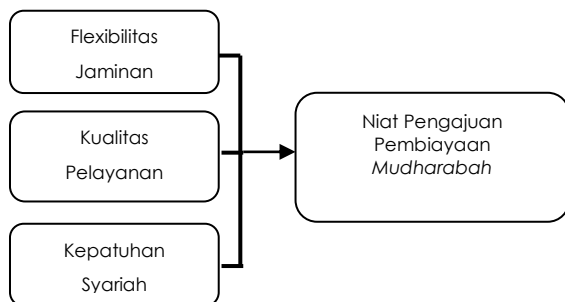 Flexibilitas
Jaminan
Kualitas
Pelayanan
Kepatuhan
Syariah
Niat Pengajuan
Pembiayaan
Mudharabah